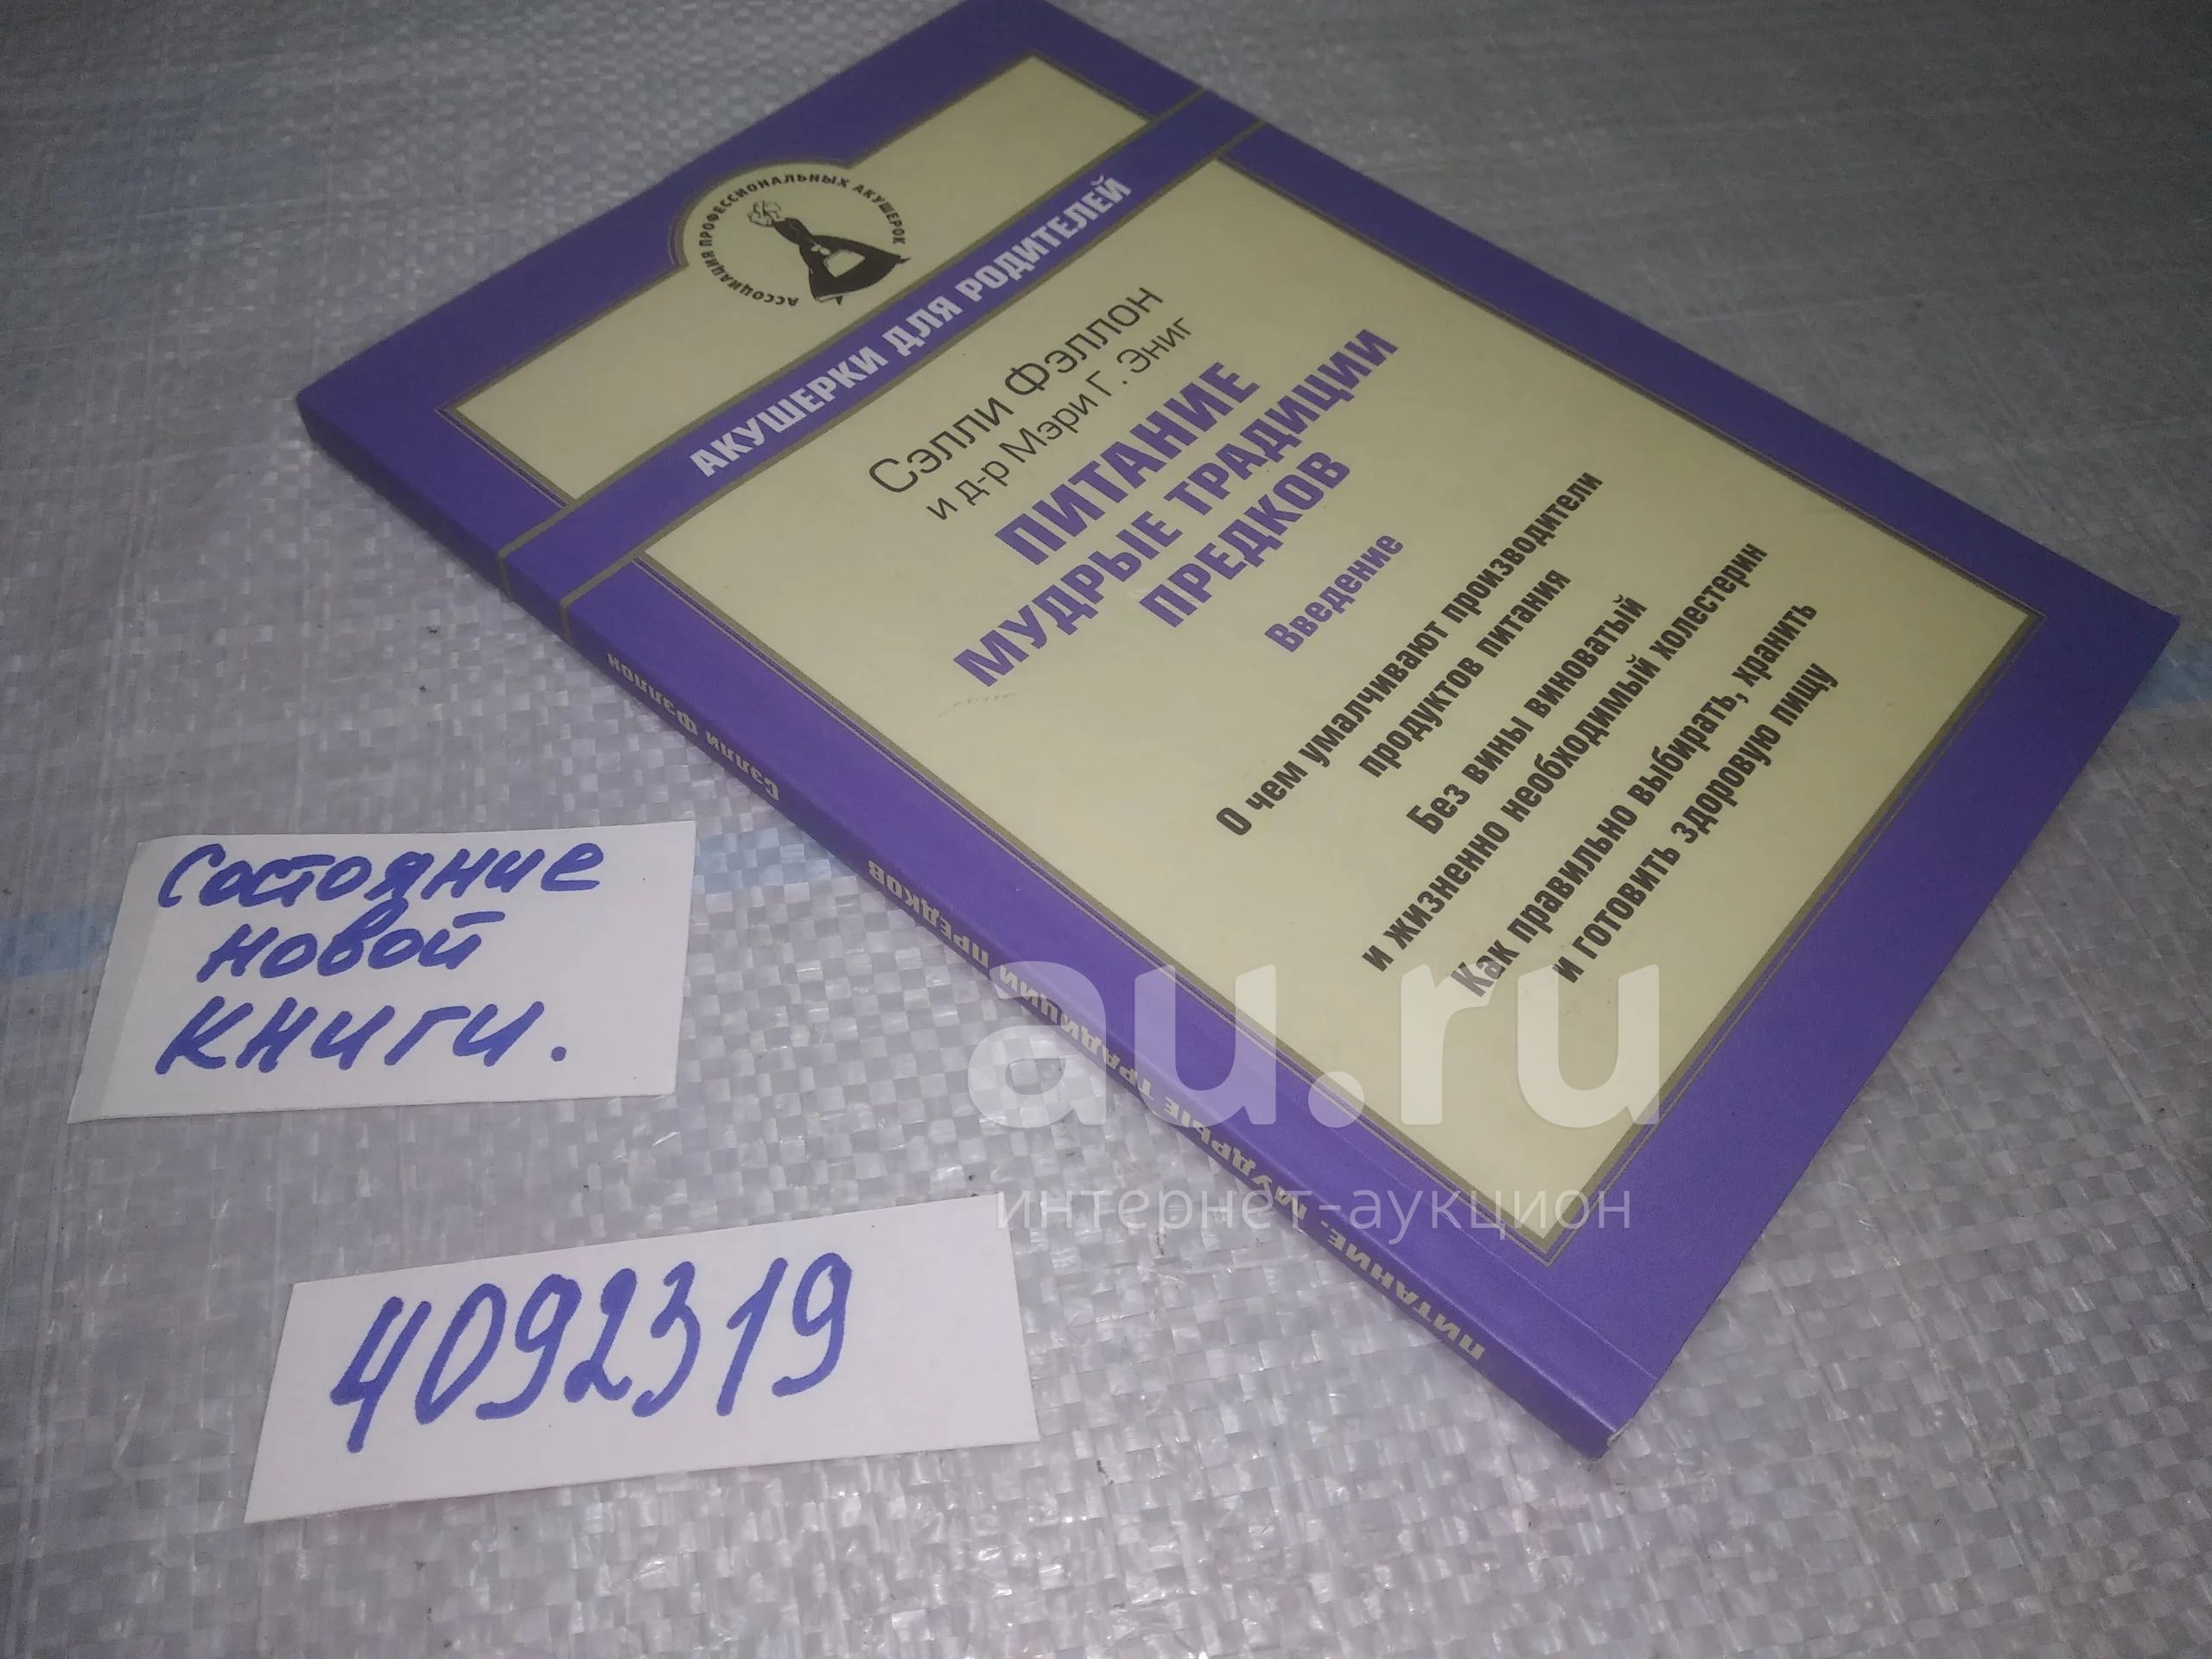 АССОЦИАЦИЯ ПРОФЕССИОНАЛЬНЫХ АКУШЕРОК
АКУШЕРКИ ДЛЯ РОДИТЕЛЕЙ
Сэлли Фэллон
и д-р Мэри Г. Эниг
ПИТАНИЕ
МУДРЫЕ ТРАДИЦИИ
ПРЕДКОВ
Введение
О чем умалчивают производители
продуктов питания
Без вины виноватый
и жизненно необходимый холестерин
Как правильно выбирать, хранить
и готовить здоровую пищу
Сэлли Фэллон
ПИТАНИЕ. МУДРЫЕ ТРАДИЦИИ ПРЕДКОВ
Состояние
новой
книги.
4092319
au.ru
интернет-аукцион